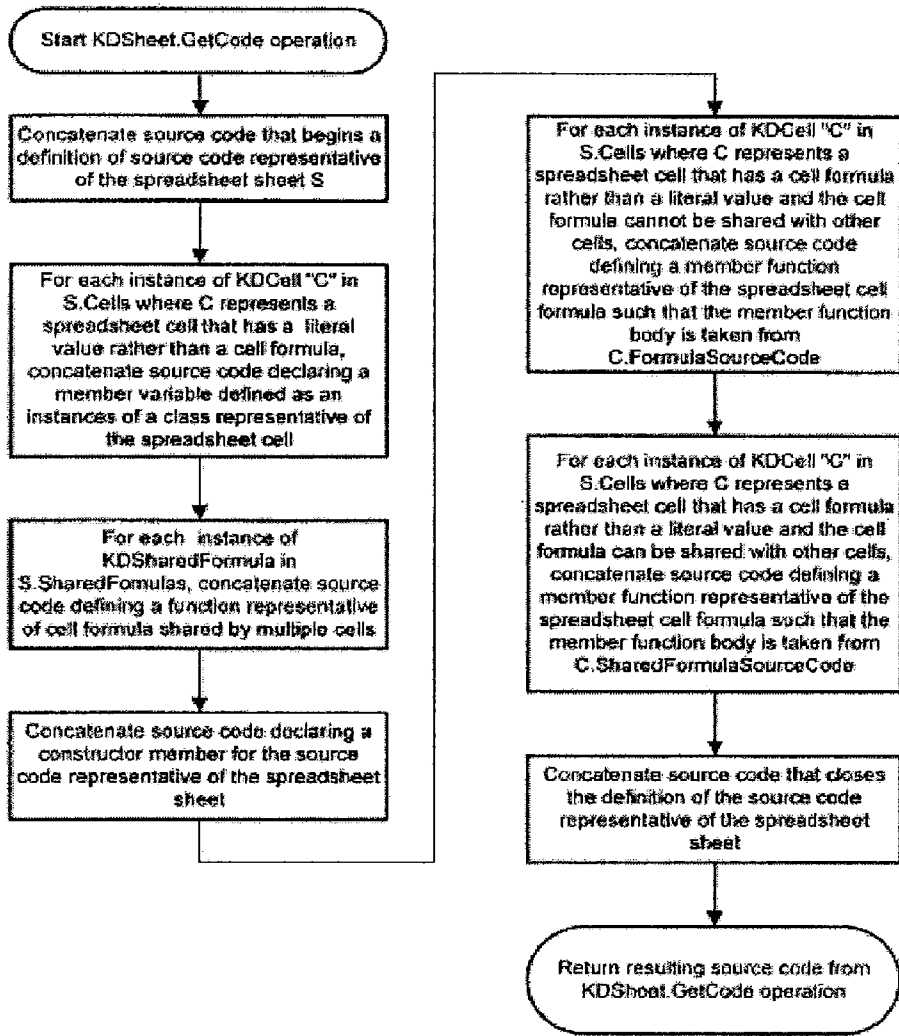 Start KDSheet.GetCode operation
Concatenate source code that begins a
definition of source code representative
of the spreadsheet sheet S
For each instance of KDCell "C" in
S.Cells where C represents a
spreadsheet cell that has a literal
value rather than a cell formula,
concatenate source code declaring a
member variable defined as an
instances of a class representative of
the spreadsheet cell
For each instance of
KDSharedFormula in
S.SharedFomulas, concatenate source
code defining a function representative
of cell formula shared by multiple cells
Concatenate source code declaring a
constructor member for the source
code representative of the spreadsheet
sheet
For each instance of KDCell "C" in
S.Cells where C represents a
spreadsheet cell that has a cell formula
rather than a literal value and the cell
formula cannot be shared with other
cells, concatenate source code
defining a member function
representative of the spreadsheet cell
formula such that the member function
body is taken from
C.FormulaSourceCode
For each instance of KDCell "C" in
S.Cells where C represents a
spreadsheet cell that has a cell formula
rather than a literal value and the cell
formula can be shared with other cells,
concatenate source code defining a
member function representative of the
spreadsheet cell formula such that the
member function body is taken from
C.SharedFormulaSourceCode
Concatenate source code that closes
the definition of the source code
representative of the spreadsheet
sheet
Return resulting source code from
KDSheet.GetCode operation